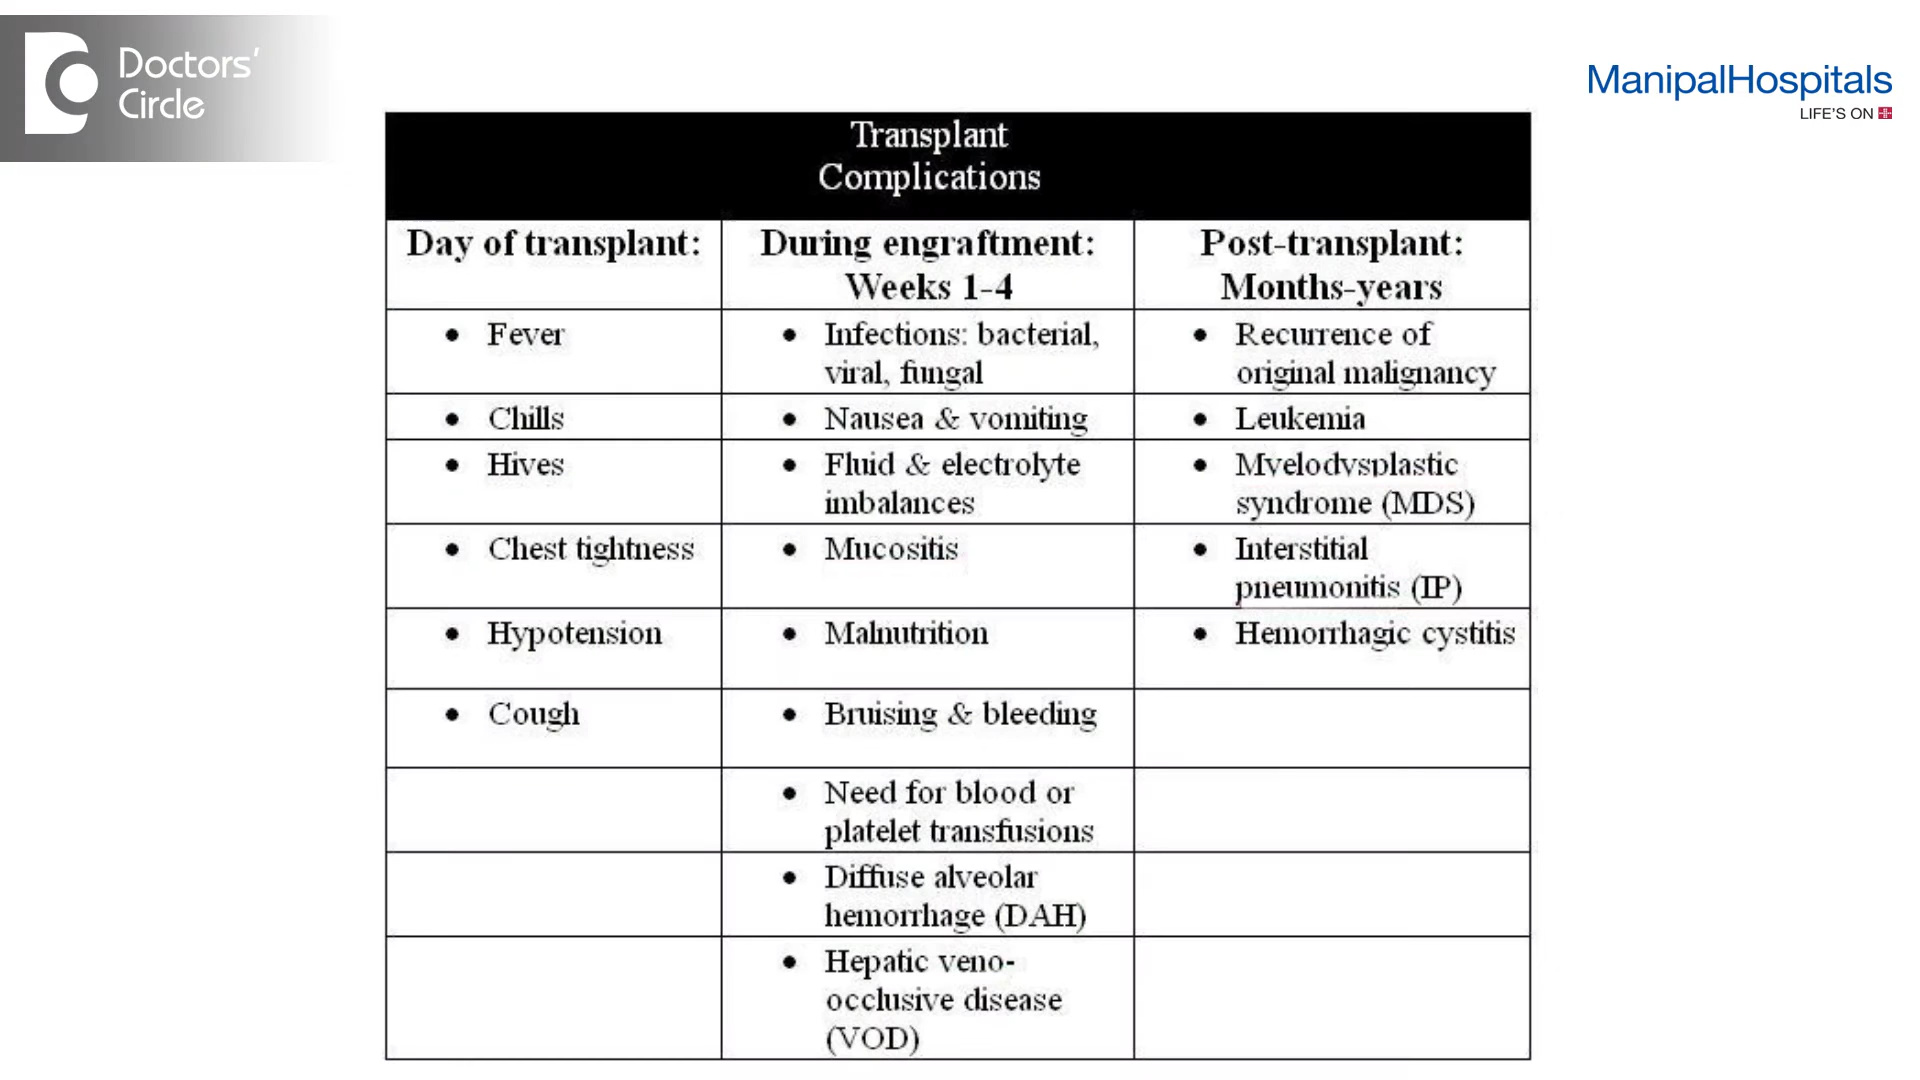 Doctors'
Circle
ManipalHospitals
LIFE'S ON
Transplant
Complications
Day of transplant:
During engraftment:
Weeks 1-4
Post-transplant:
Months-years
• Fever
• Infections: bacterial,
viral, fungal
• Recurrence of
original malignancy
• Chills
• Nausea & vomiting
• Leukemia
• Hives
• Fluid & electrolyte
imbalances
• Myelodysplastic
syndrome (MDS)
• Chest tightness
• Mucositis
• Interstitial
pneumonitis (IP)
• Hypotension
• Malnutrition
• Hemorrhagic cystitis
• Cough
• Bruising & bleeding
• Need for blood or
platelet transfusions
• Diffuse alveolar
hemorrhage (DAH)
• Hepatic veno-
occlusive disease
(VOD)